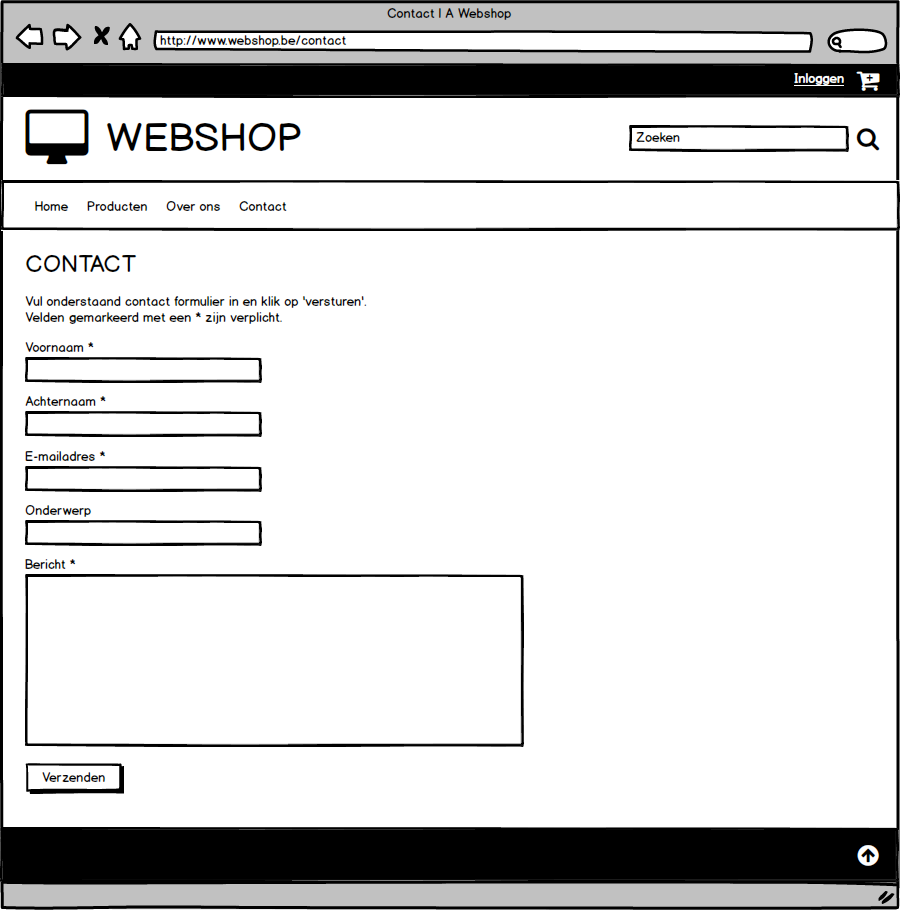 Contact | A Webshop
http://www.webshop.be/contact
Inloggen
WEBSHOP
Zoeken
Home Producten Over ons Contact
CONTACT
Vul onderstaand contact formulier in en klik op 'versturen'.
Velden gemarkeerd met een * zijn verplicht.
Voornaam *
Achternaam *
E-mailadres *
Onderwerp
Bericht *
Verzenden